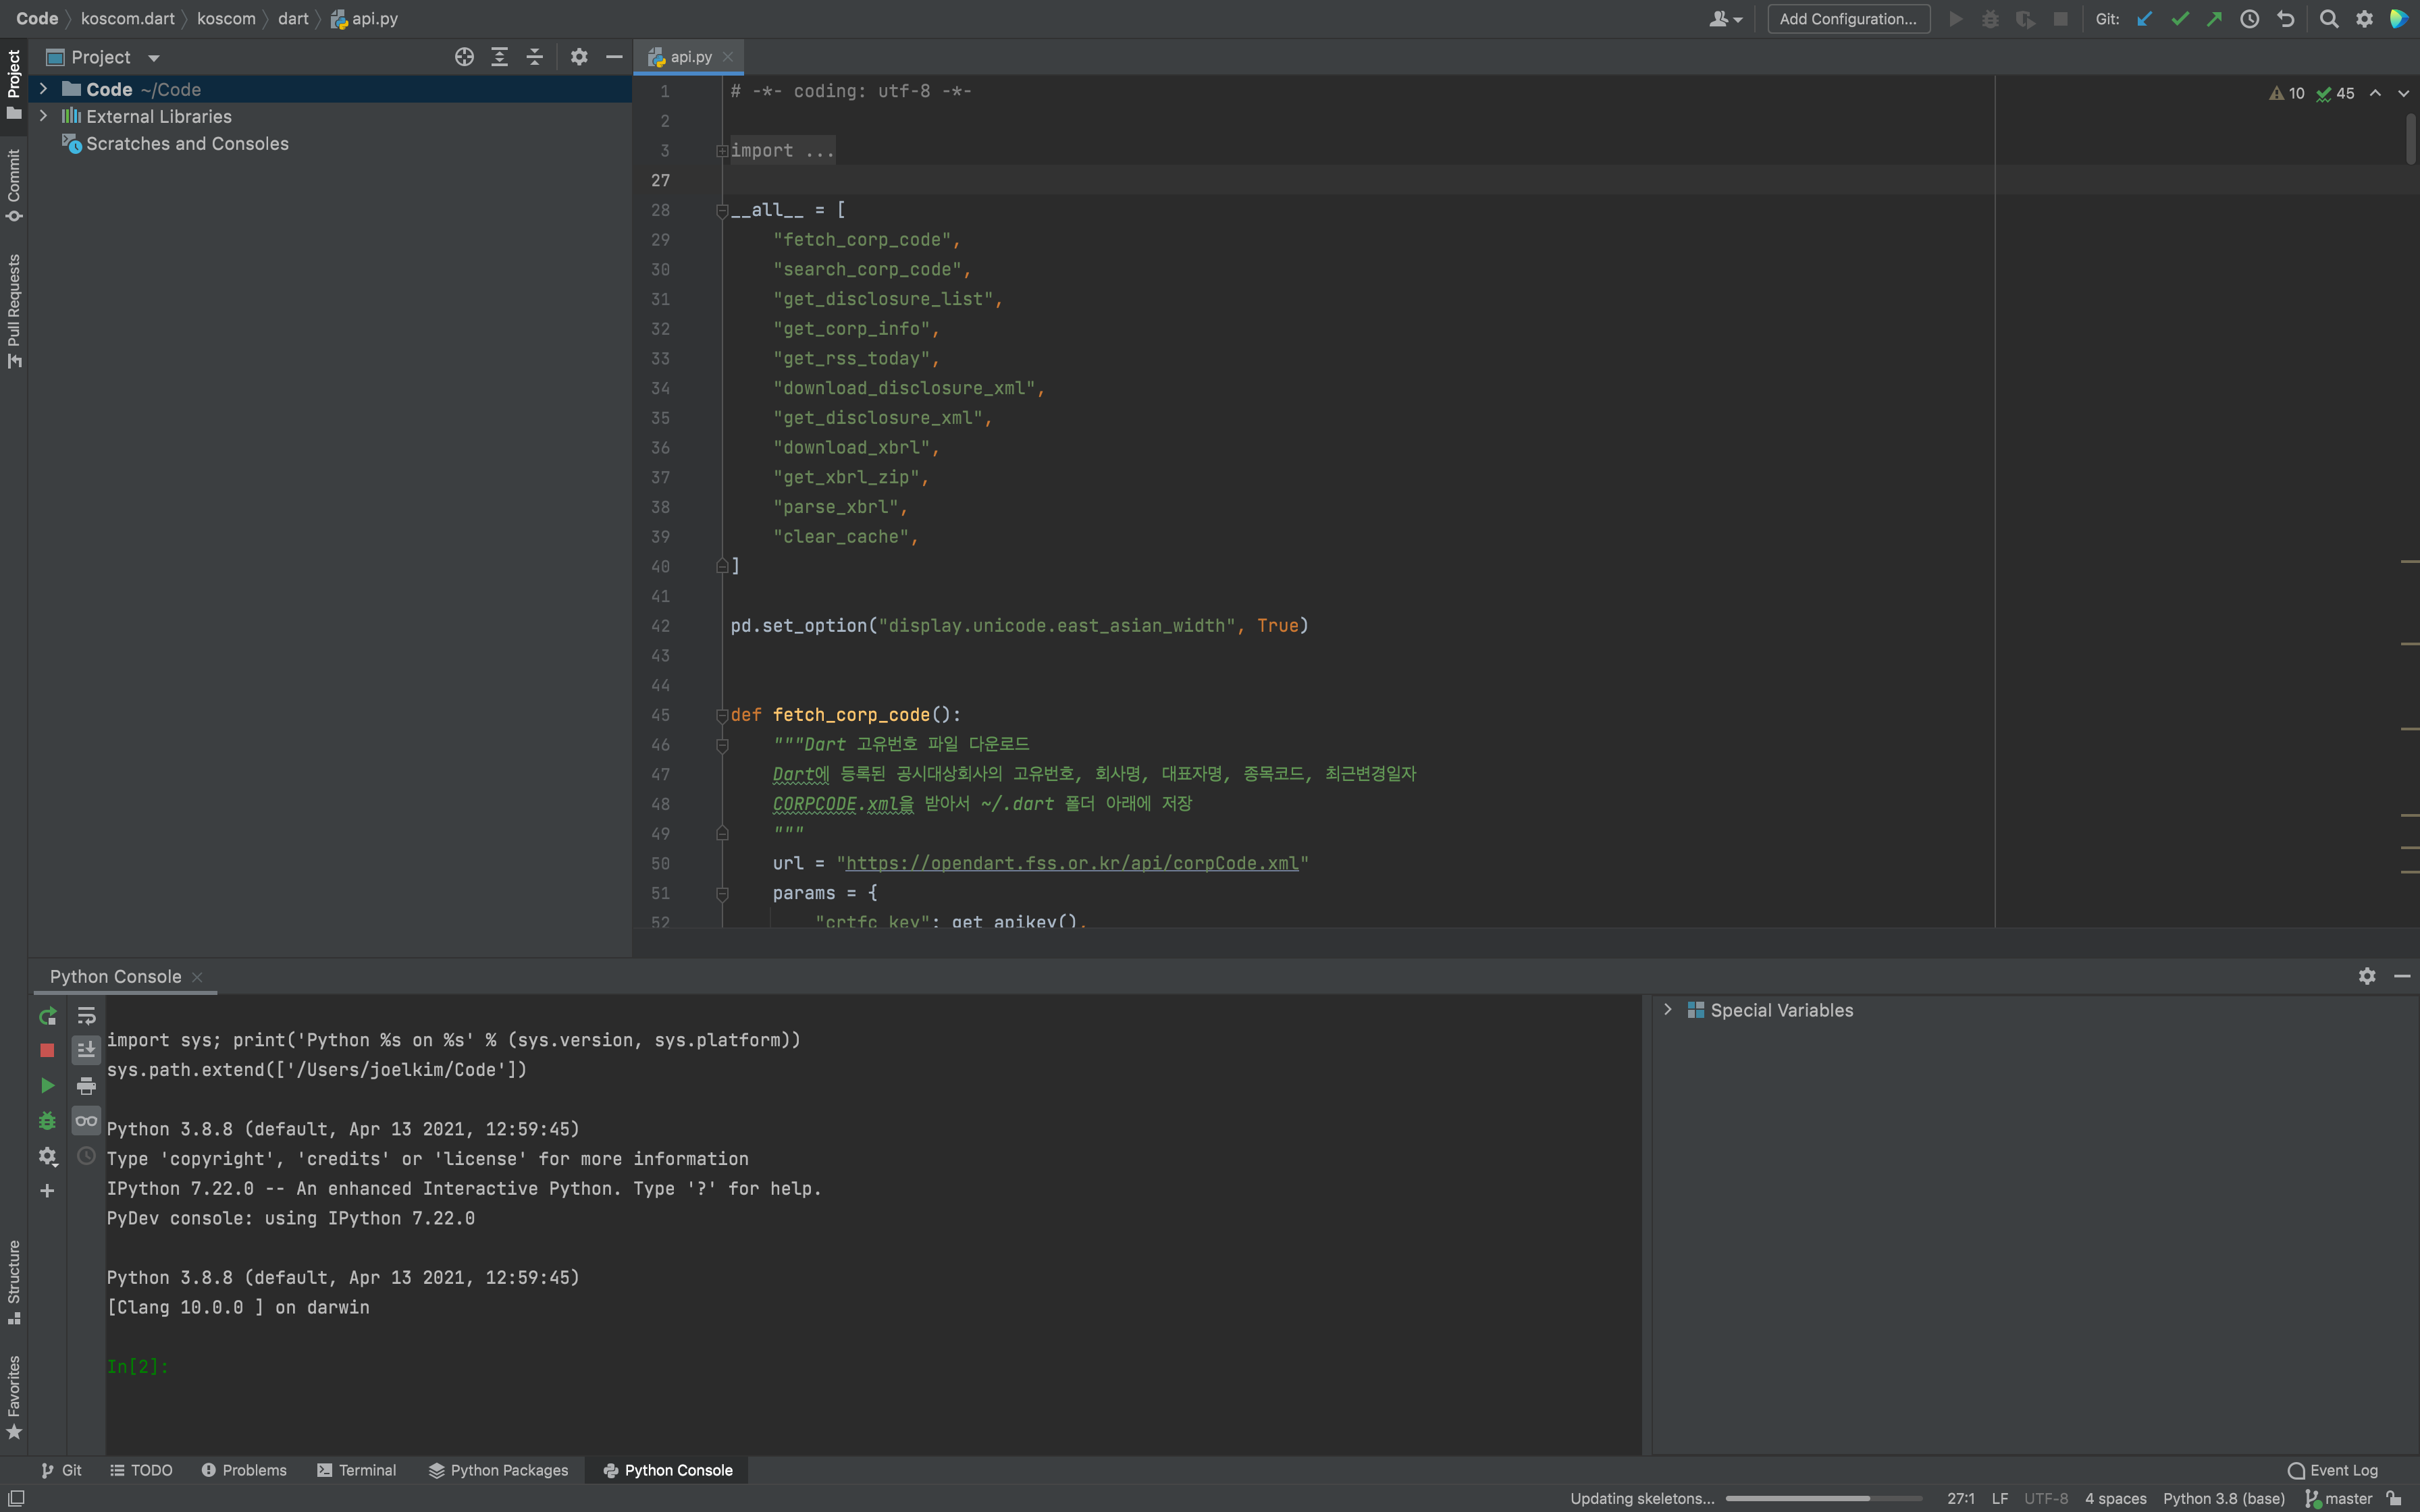 Code koscom.dart koscom dart api.py
Add Configuration...
Git:
Project
Code ~/Code
External Libraries
Scratches and Consoles
Project
Commit
Pull Requests
Structure
Favorites
api.py
10 45
1 # -*- coding: utf-8 -*-
2
3 import ...
27
28 __all__ = [
29 "fetch_corp_code",
30 "search_corp_code",
31 "get_disclosure_list",
32 "get_corp_info",
33 "get_rss_today",
34 "download_disclosure_xml",
35 "get_disclosure_xml",
36 "download_xbrl",
37 "get_xbrl_zip",
38 "parse_xbrl",
39 "clear_cache",
40 ]
41
42 pd.set_option("display.unicode.east_asian_width", True)
43
44
45 def fetch_corp_code():
46 """Dart 고유번호 파일 다운로드
47 Dart에 등록된 공시대상회사의 고유번호, 회사명, 대표자명, 종목코드, 최근변경일자
48 CORPCODE.xml을 받아서 ~/.dart 폴더 아래에 저장
49 """
50 url = "https://opendart.fss.or.kr/api/corpCode.xml"
51 params = {
52 "crtfc_key": get_apikey(),
Python Console
import sys; print('Python %s on %s' % (sys.version, sys.platform))
sys.path.extend(['/Users/joelkim/Code'])
Python 3.8.8 (default, Apr 13 2021, 12:59:45)
Type 'copyright', 'credits' or 'license' for more information
IPython 7.22.0 -- An enhanced Interactive Python. Type '?' for help.
PyDev console: using IPython 7.22.0
Python 3.8.8 (default, Apr 13 2021, 12:59:45)
[Clang 10.0.0 ] on darwin
In[2]:
Special Variables
Git TODO Problems Terminal Python Packages Python Console Event Log
Updating skeletons... 27:1 LF UTF-8 4 spaces Python 3.8 (base) master